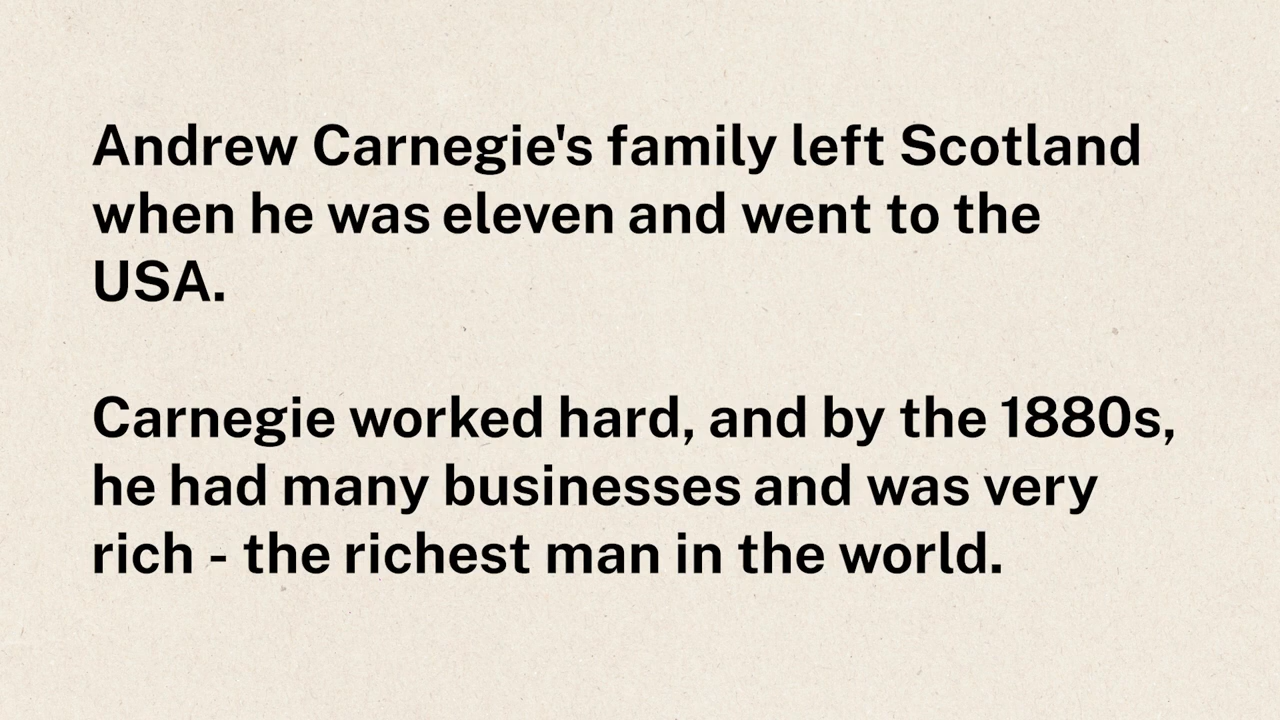 Andrew Carnegie's family left Scotland
when he was eleven and went to the
USA.
Carnegie worked hard, and by the 1880s,
he had many businesses and was very
rich - the richest man in the world.